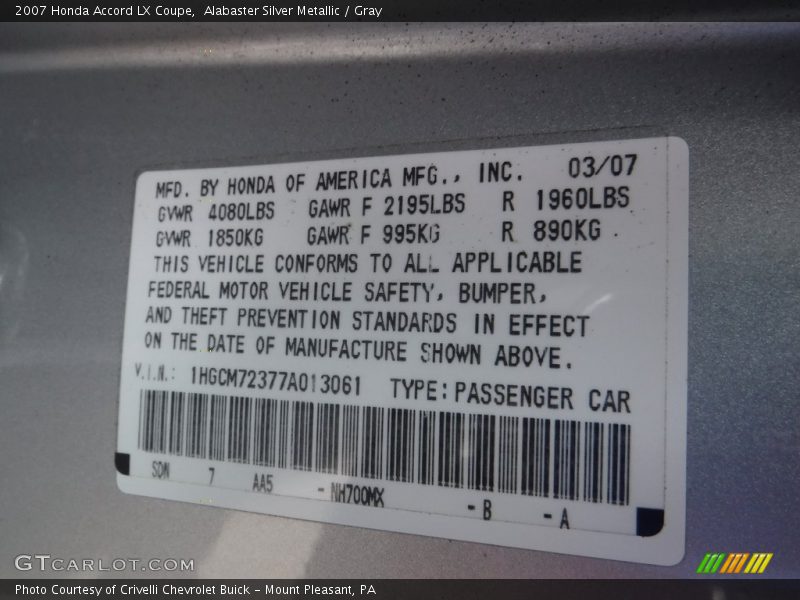 2007 Honda Accord LX Coupe, Alabaster Silver Metallic / Gray
MFD. BY HONDA OF AMERICA MFG., INC. 03/07
GVWR 4080LBS GAWR F 2195LBS R 1960LBS
GVWR 1850KG GAWR F 995KG R 890KG
THIS VEHICLE CONFORMS TO ALL APPLICABLE
FEDERAL MOTOR VEHICLE SAFETY, BUMPER,
AND THEFT PREVENTION STANDARDS IN EFFECT
ON THE DATE OF MANUFACTURE SHOWN ABOVE.
V.I.N.: 1HGCM72377A013061 TYPE: PASSENGER CAR
SDN 7 AA5 - NH700MX - B - A
GTCARLOT.COM
Photo Courtesy of Crivelli Chevrolet Buick - Mount Pleasant, PA